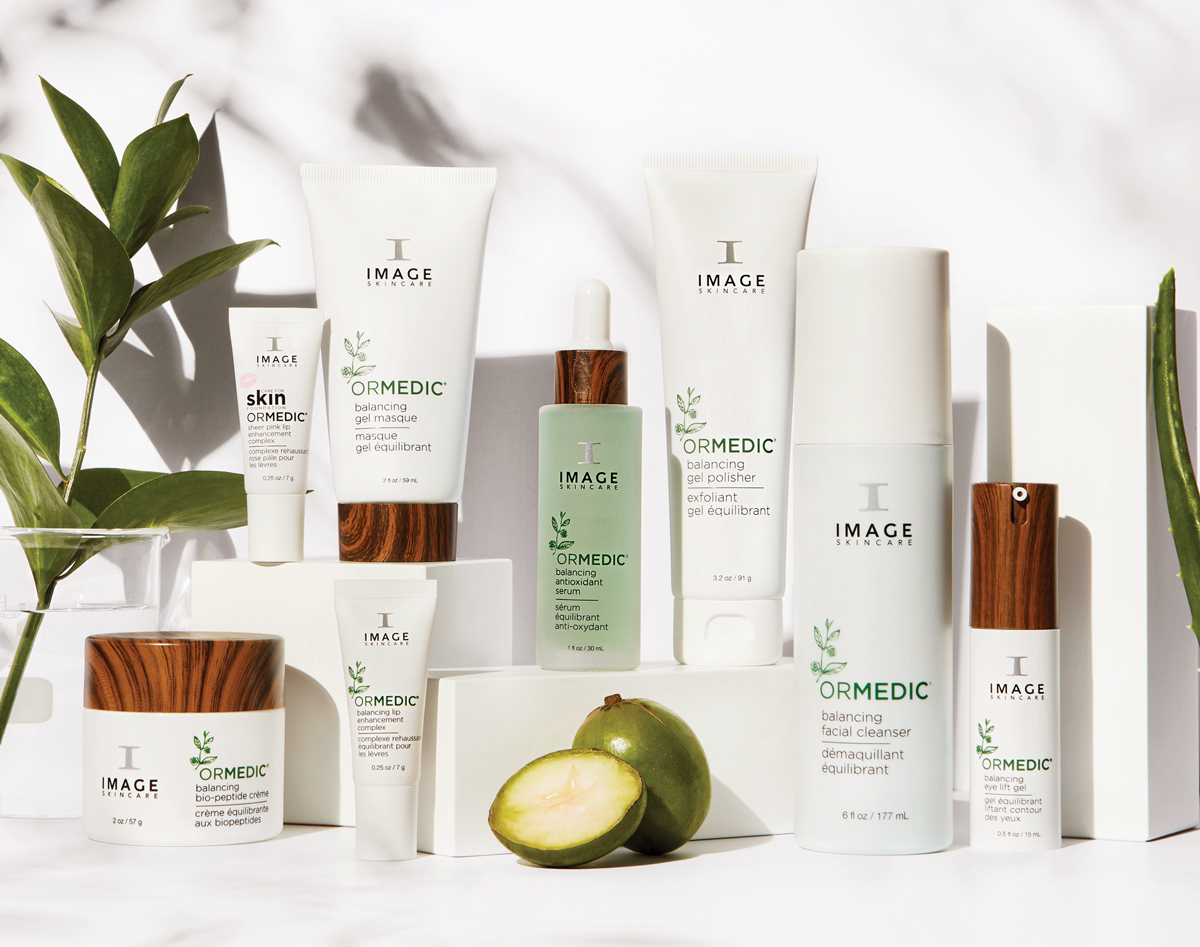 IMAGE
SKINCARE
CARE FOR
skin
FOUNDATION
ORMEDIC®
sheer pink lip
enhancement
complex
complexe rehaussan
rose pâle pour
les lèvres
0.25 oz / 7 g
IMAGE
SKINCARE
ORMEDIC®
balancing
gel masque
masque
gel équilibrant
2 fl oz / 59 mL
IMAGE
SKINCARE
ORMEDIC®
balancing
antioxidant
serum
sérum
équilibrant
anti-oxydant
1 fl oz / 30 mL
IMAGE
SKINCARE
ORMEDIC®
balancing
gel polisher
exfoliant
gel équilibrant
3.2 oz / 91 g
IMAGE
SKINCARE
ORMEDIC®
balancing
facial cleanser
démaquillant
équilibrant
6 fl oz / 177 mL
IMAGE
SKINCARE
ORMEDIC®
balancing
eye lift gel
gel équilibrant
liftant contour
des yeux
0.5 fl oz / 15 mL
IMAGE
SKINCARE
2 oz / 57 g
ORMEDIC®
balancing
bio-peptide crème
crème équilibrante
aux biopeptides
IMAGE
SKINCARE
ORMEDIC®
balancing lip
enhancement
complex
complexe rehaussan
équilibrant pour
les lèvres
0.25 oz / 7 g